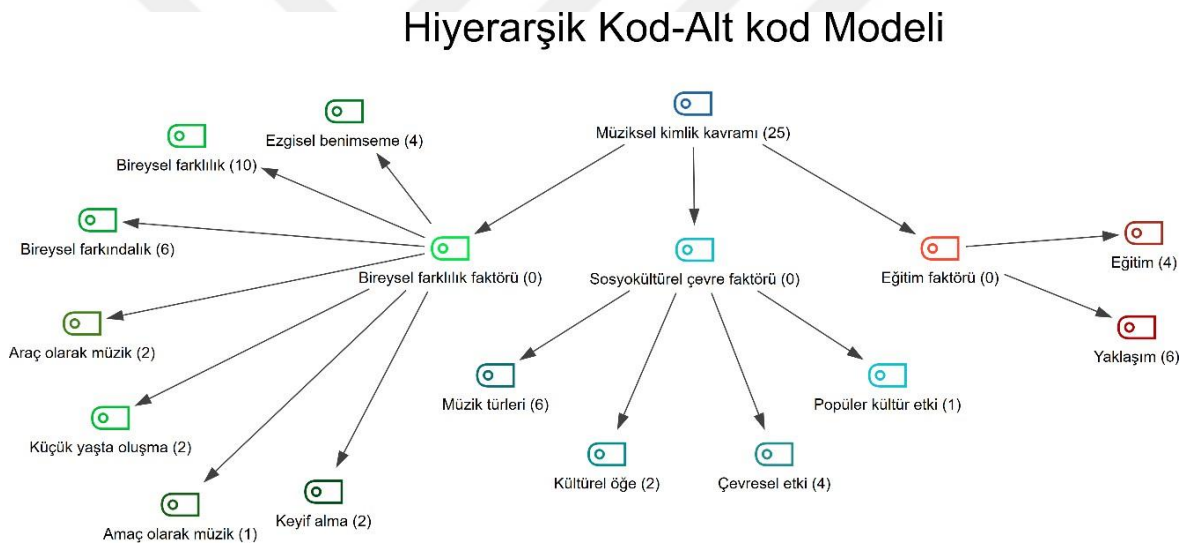 Hiyerarşik Kod-Alt kod Modeli
Müziksel kimlik kavramı (25)
Ezgisel benimseme (4)
Bireysel farklılık (10)
Bireysel farkındalık (6)
Bireysel farklılık faktörü (0)
Sosyokültürel çevre faktörü (0)
Eğitim faktörü (0)
Eğitim (4)
Araç olarak müzik (2)
Yaklaşım (6)
Müzik türleri (6)
Popüler kültür etki (1)
Küçük yaşta oluşma (2)
Kültürel öğe (2)
Çevresel etki (4)
Amaç olarak müzik (1)
Keyif alma (2)